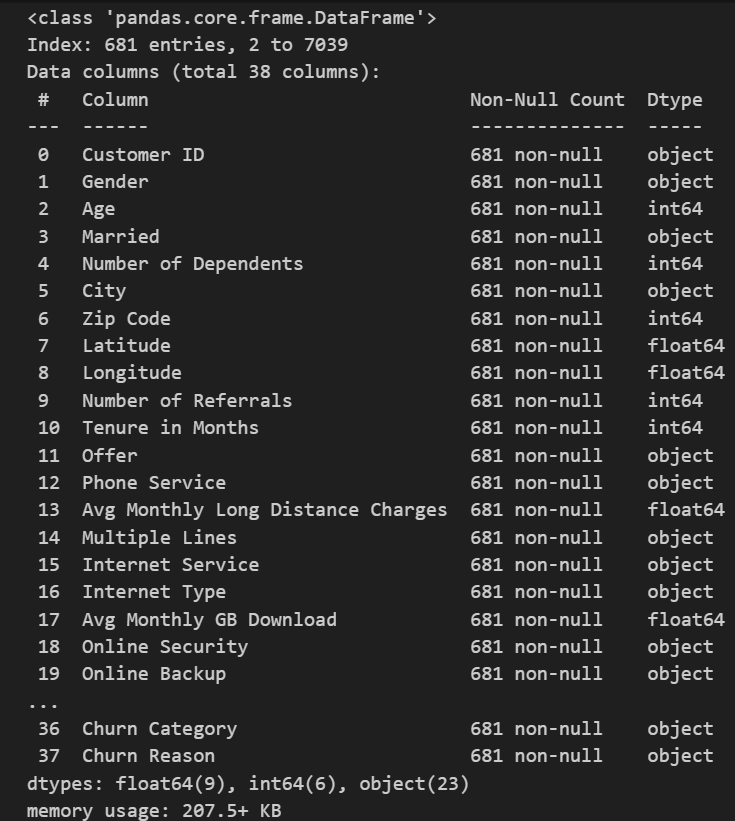 <class 'pandas.core.frame.DataFrame'>
Index: 681 entries, 2 to 7039
Data columns (total 38 columns):
 #   Column                             Non-Null Count  Dtype
---  ------                             --------------  -----
 0   Customer ID                        681 non-null    object
 1   Gender                             681 non-null    object
 2   Age                                681 non-null    int64
 3   Married                            681 non-null    object
 4   Number of Dependents               681 non-null    int64
 5   City                               681 non-null    object
 6   Zip Code                           681 non-null    int64
 7   Latitude                           681 non-null    float64
 8   Longitude                          681 non-null    float64
 9   Number of Referrals                681 non-null    int64
 10  Tenure in Months                   681 non-null    int64
 11  Offer                              681 non-null    object
 12  Phone Service                      681 non-null    object
 13  Avg Monthly Long Distance Charges  681 non-null    float64
 14  Multiple Lines                     681 non-null    object
 15  Internet Service                   681 non-null    object
 16  Internet Type                      681 non-null    object
 17  Avg Monthly GB Download            681 non-null    float64
 18  Online Security                    681 non-null    object
 19  Online Backup                      681 non-null    object
...
 36  Churn Category                     681 non-null    object
 37  Churn Reason                       681 non-null    object
dtypes: float64(9), int64(6), object(23)
memory usage: 207.5+ KB